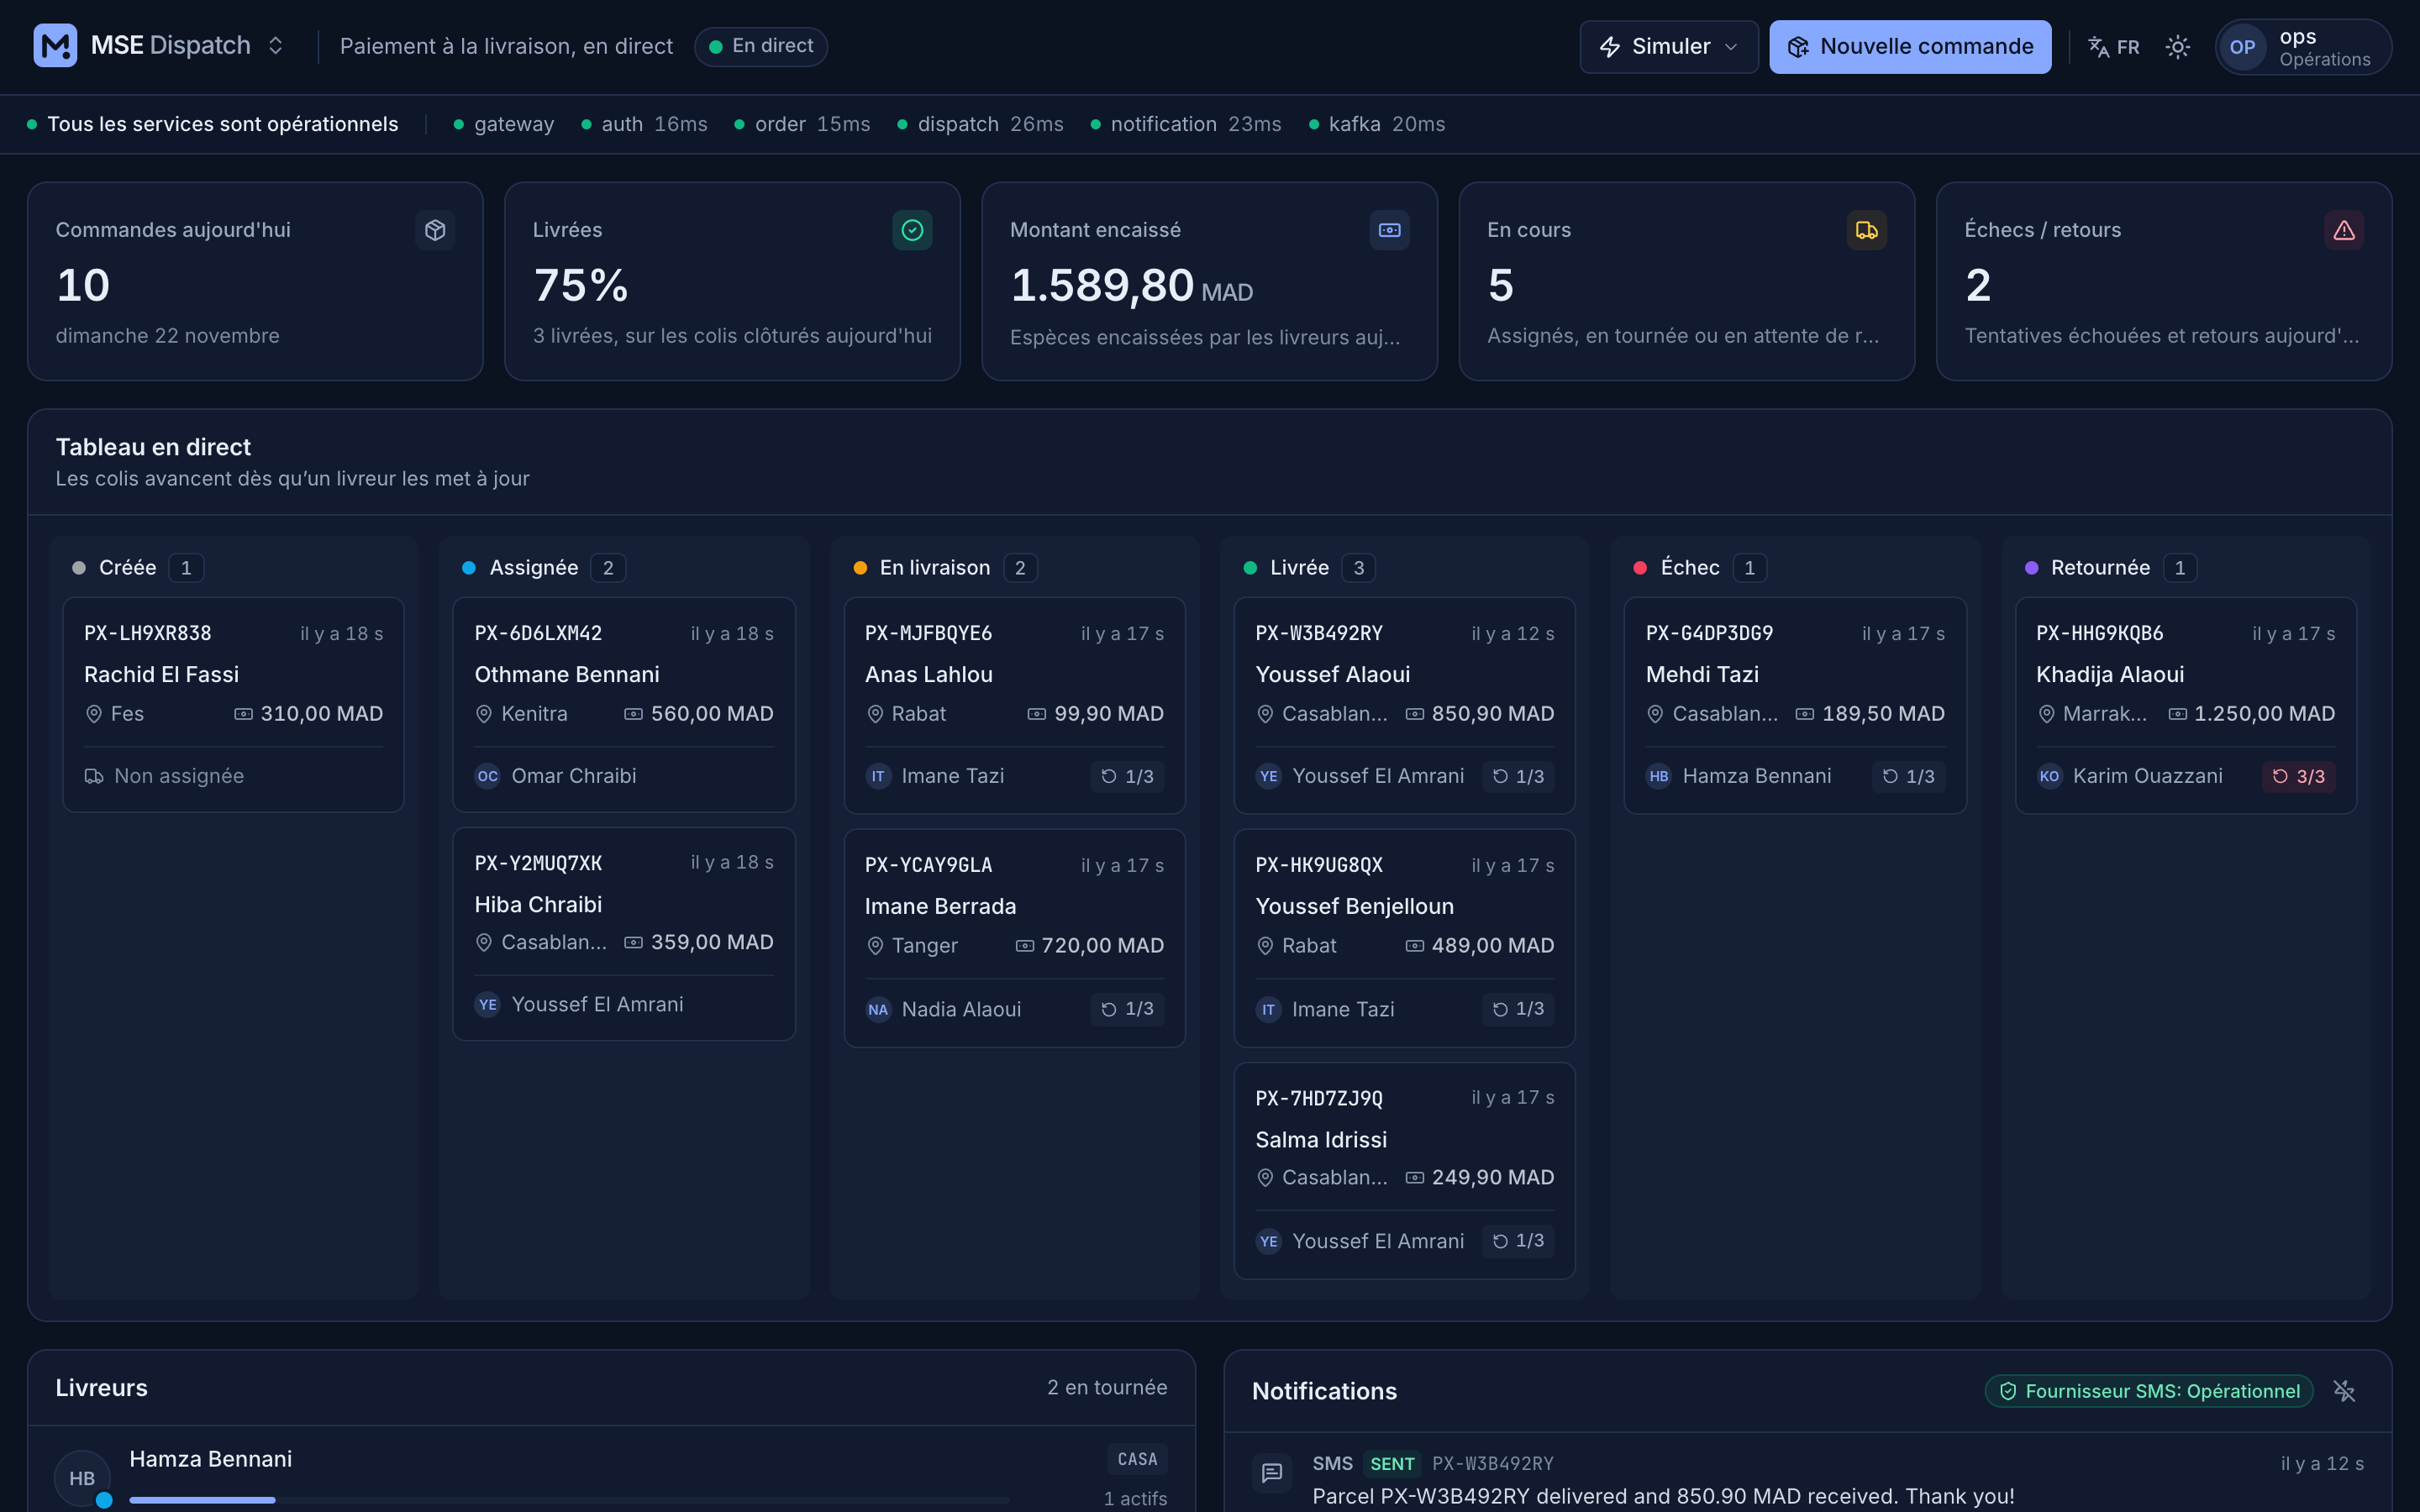 MSE Dispatch
Paiement à la livraison, en direct
En direct
Simuler
Nouvelle commande
FR
OP
ops
Opérations
Tous les services sont opérationnels
gateway
auth 16ms
order 15ms
dispatch 26ms
notification 23ms
kafka 20ms
Commandes aujourd'hui
10
dimanche 22 novembre
Livrées
75%
3 livrées, sur les colis clôturés aujourd'hui
Montant encaissé
1.589,80 MAD
Espèces encaissées par les livreurs auj...
En cours
5
Assignés, en tournée ou en attente de r...
Échecs / retours
2
Tentatives échouées et retours aujourd'...
Tableau en direct
Les colis avancent dès qu’un livreur les met à jour
Créée 1
PX-LH9XR838 il y a 18 s
Rachid El Fassi
Fes 310,00 MAD
Non assignée
Assignée 2
PX-6D6LXM42 il y a 18 s
Othmane Bennani
Kenitra 560,00 MAD
OC Omar Chraibi
PX-Y2MUQ7XK il y a 18 s
Hiba Chraibi
Casablan... 359,00 MAD
YE Youssef El Amrani
En livraison 2
PX-MJFBQYE6 il y a 17 s
Anas Lahlou
Rabat 99,90 MAD
IT Imane Tazi 1/3
PX-YCAY9GLA il y a 17 s
Imane Berrada
Tanger 720,00 MAD
NA Nadia Alaoui 1/3
Livrée 3
PX-W3B492RY il y a 12 s
Youssef Alaoui
Casablan... 850,90 MAD
YE Youssef El Amrani 1/3
PX-HK9UG8QX il y a 17 s
Youssef Benjelloun
Rabat 489,00 MAD
IT Imane Tazi 1/3
PX-7HD7ZJ9Q il y a 17 s
Salma Idrissi
Casablan... 249,90 MAD
YE Youssef El Amrani 1/3
Échec 1
PX-G4DP3DG9 il y a 17 s
Mehdi Tazi
Casablan... 189,50 MAD
HB Hamza Bennani 1/3
Retournée 1
PX-HHG9KQB6 il y a 17 s
Khadija Alaoui
Marrak... 1.250,00 MAD
KO Karim Ouazzani 3/3
Livreurs
2 en tournée
HB
Hamza Bennani
CASA
1 actifs
Notifications
Fournisseur SMS: Opérationnel
SMS SENT PX-W3B492RY il y a 12 s
Parcel PX-W3B492RY delivered and 850.90 MAD received. Thank you!